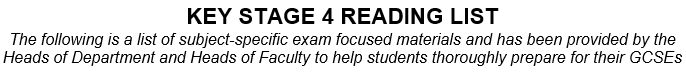 KEY STAGE 4 READING LIST
The following is a list of subject-specific exam focused materials and has been provided by the
Heads of Department and Heads of Faculty to help students thoroughly prepare for their GCSEs